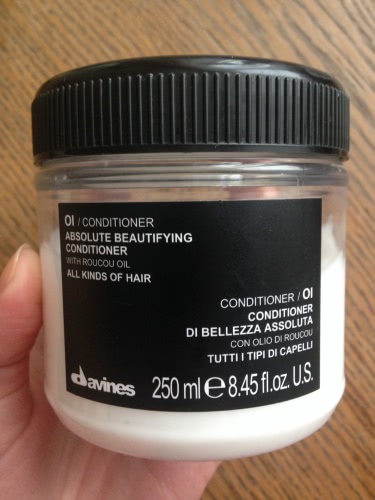 OI / CONDITIONER
ABSOLUTE BEAUTIFYING
CONDITIONER
WITH ROUCOU OIL
ALL KINDS OF HAIR
CONDITIONER / OI
CONDITIONER
DI BELLEZZA ASSOLUTA
CON OLIO DI ROUCOU
TUTTI I TIPI DI CAPELLI
davines 250 ml ℮ 8.45 fl.oz. U.S.